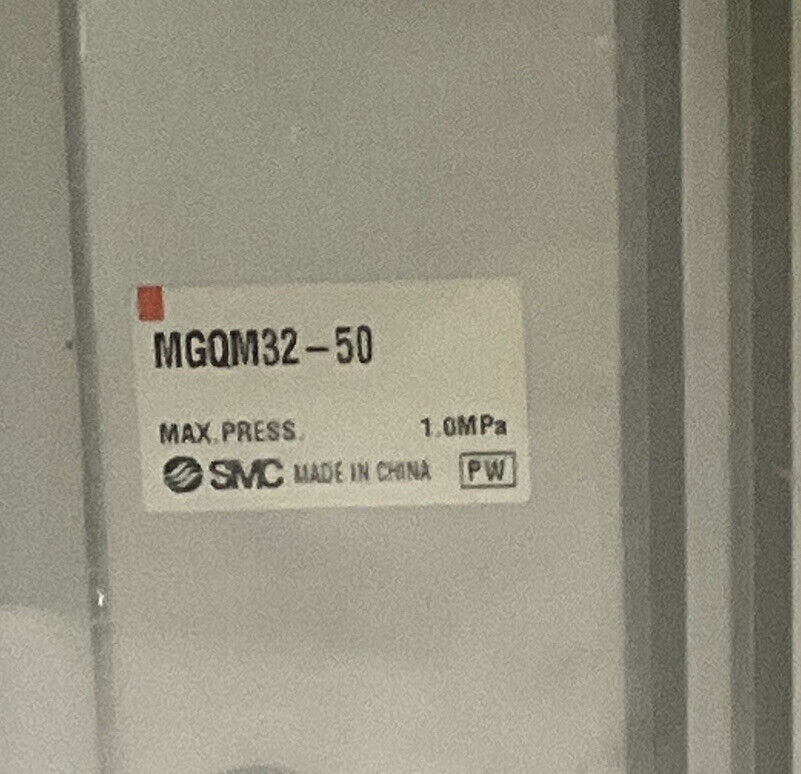 MGQM32-50
MAX.PRESS. 1.0MPa
SMC MADE IN CHINA PW